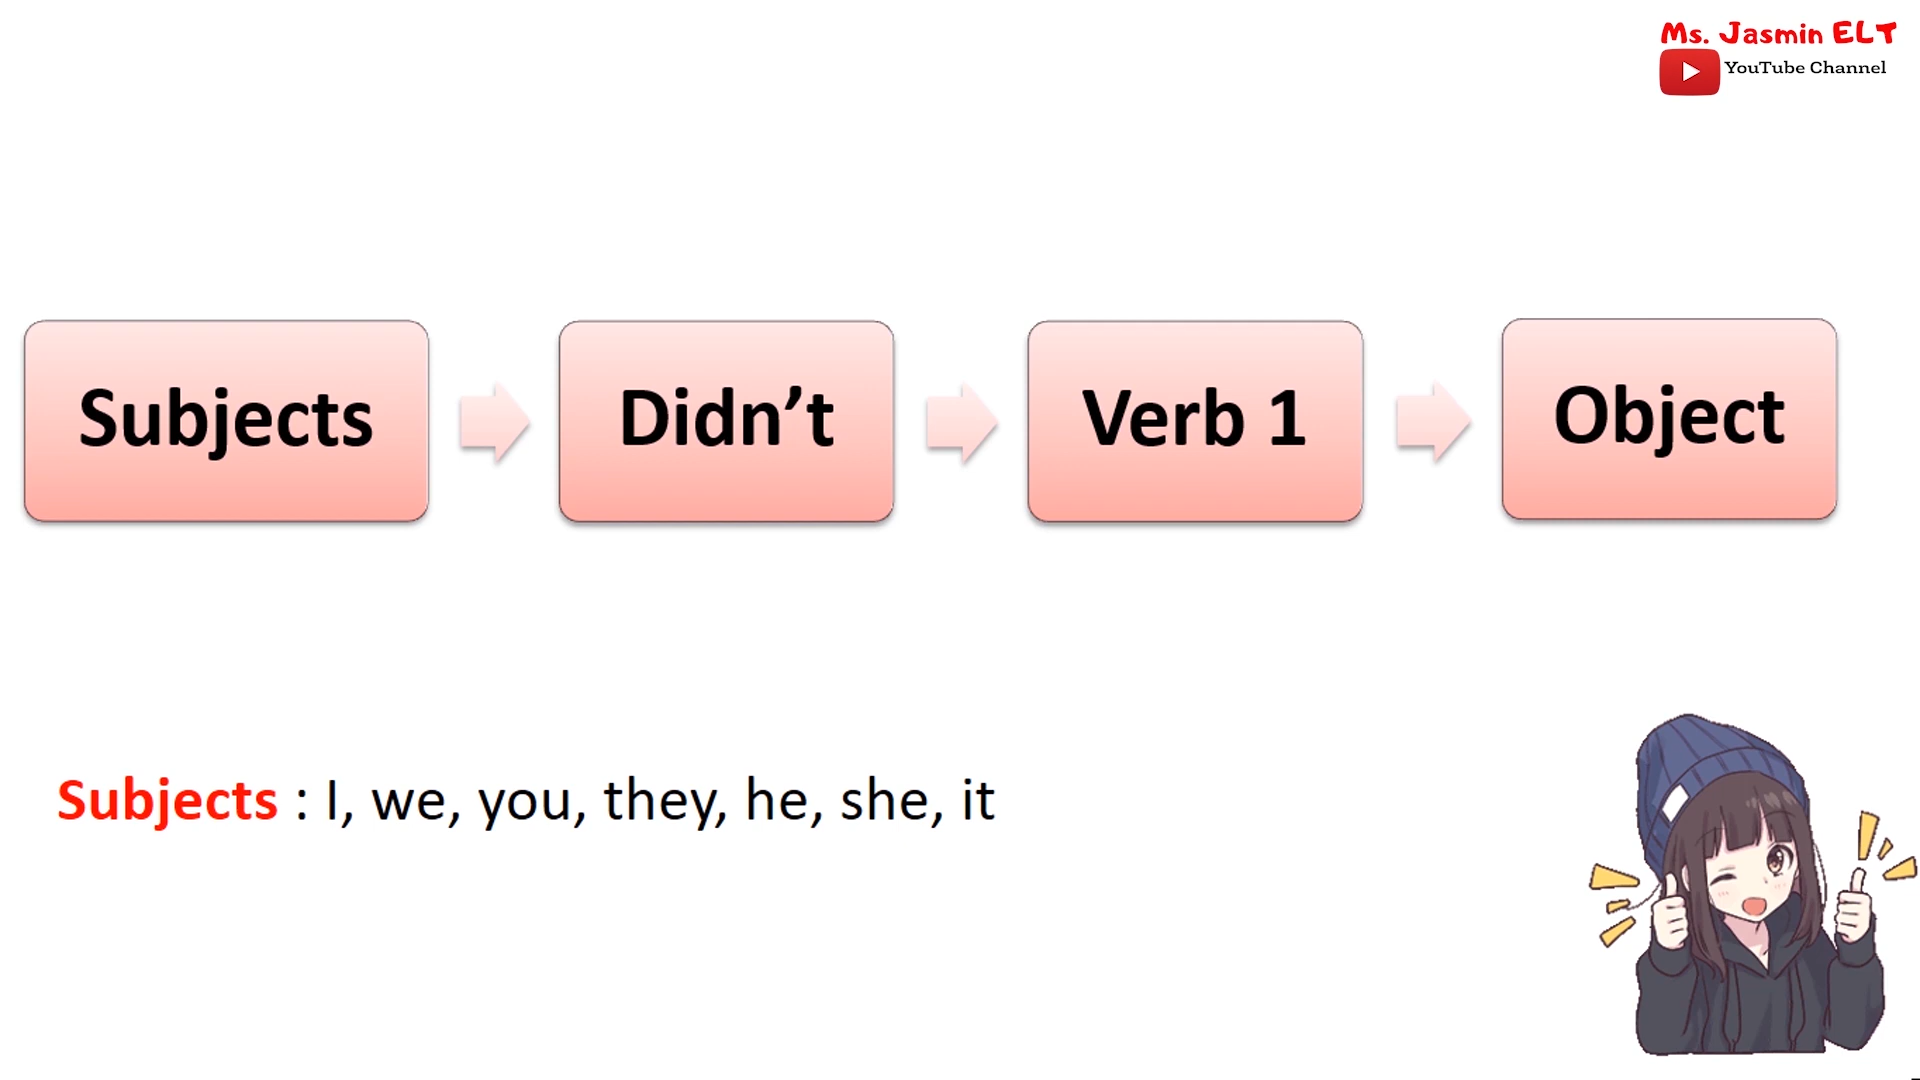 Ms. Jasmin ELT
YouTube Channel
Subjects
Didn’t
Verb 1
Object
Subjects : I, we, you, they, he, she, it